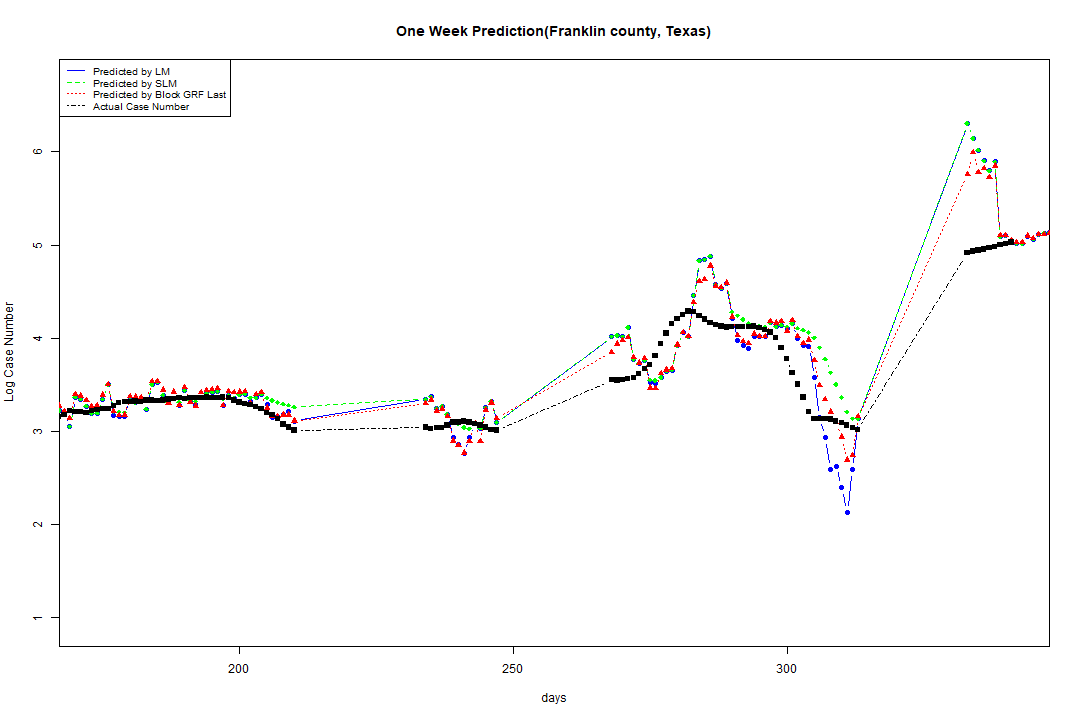 One Week Prediction(Franklin county, Texas)
Predicted by LM
Predicted by SLM
Predicted by Block GRF Last
Actual Case Number
6
5
4
3
2
1
Log Case Number
200 250 300
days